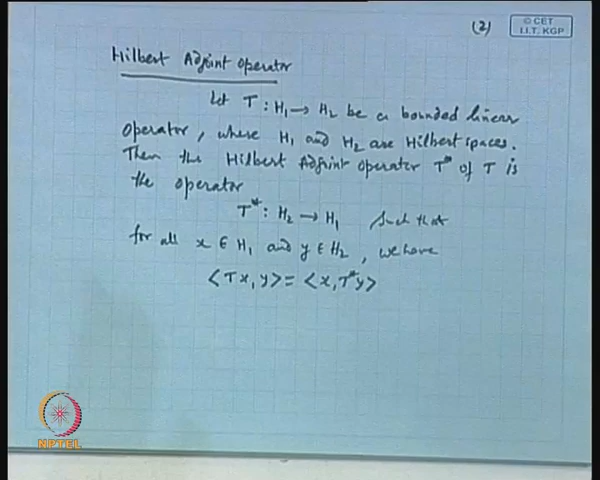 (2)
© CET
I.I.T. KGP
Hilbert Adjoint Operator
Let T : H₁ → H₂ be a bounded linear
operator, where H₁ and H₂ are Hilbert spaces.
Then the Hilbert Adjoint operator T* of T is
the operator
T* : H₂ → H₁ such that
for all x ∈ H₁ and y ∈ H₂, we have
⟨Tx, y⟩ = ⟨x, T*y⟩
NPTEL